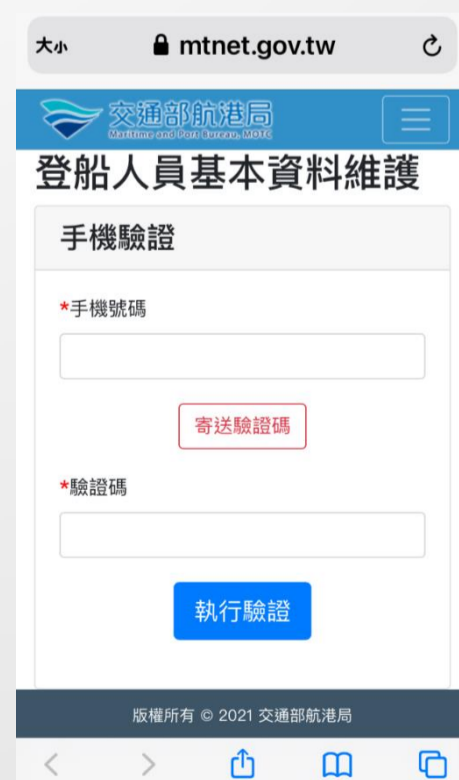 大小 mtnet.gov.tw
交通部航港局
Maritime and Port Bureau, MOTC
登船人員基本資料維護
手機驗證
*手機號碼
寄送驗證碼
*驗證碼
執行驗證
版權所有 © 2021 交通部航港局